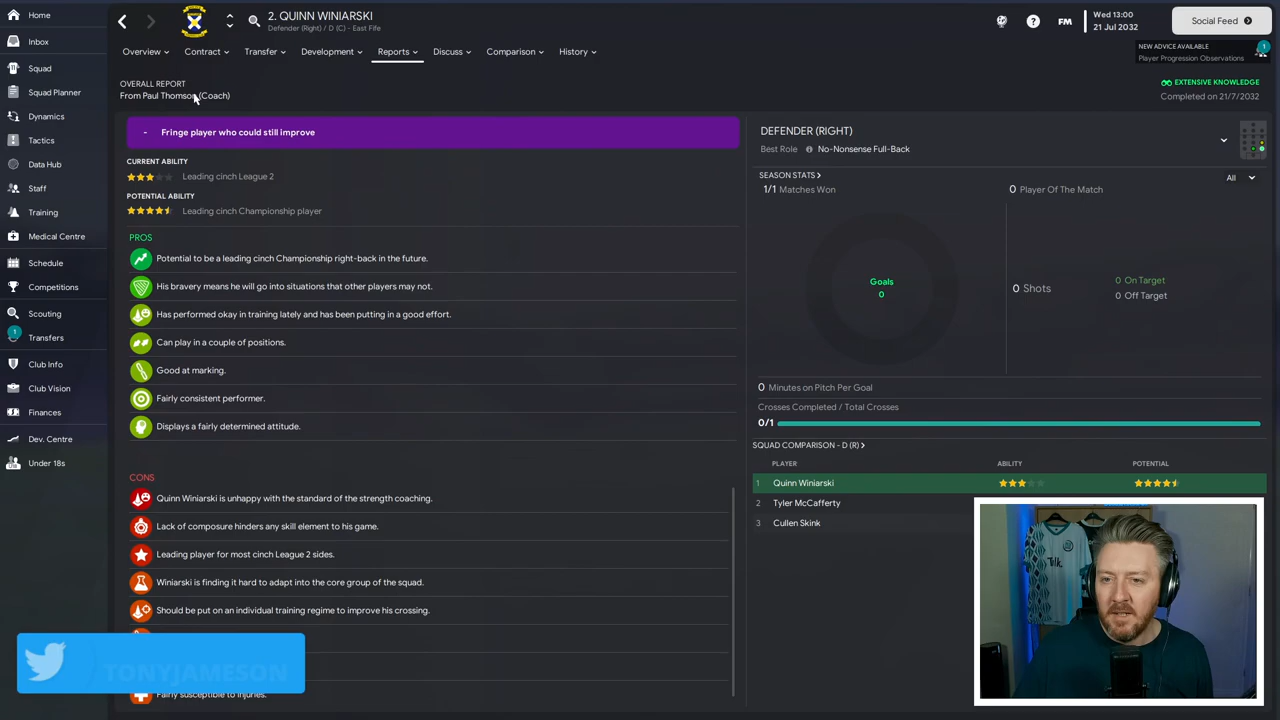 Home
Inbox
Squad
Squad Planner
Dynamics
Tactics
Data Hub
Staff
Training
Medical Centre
Schedule
Competitions
Scouting
1
Transfers
Club Info
Club Vision
Finances
Dev. Centre
Under 18s
2. QUINN WINIARSKI
Defender (Right) / D (C) - East Fife
?
FM
Wed 13:00
21 Jul 2032
Social Feed
Overview
Contract
Transfer
Development
Reports
Discuss
Comparison
History
NEW ADVICE AVAILABLE
Player Progression Observations
1
OVERALL REPORT
From Paul Thomson (Coach)
EXTENSIVE KNOWLEDGE
Completed on 21/7/2032
- Fringe player who could still improve
CURRENT ABILITY
Leading cinch League 2
POTENTIAL ABILITY
Leading cinch Championship player
PROS
Potential to be a leading cinch Championship right-back in the future.
His bravery means he will go into situations that other players may not.
Has performed okay in training lately and has been putting in a good effort.
Can play in a couple of positions.
Good at marking.
Fairly consistent performer.
Displays a fairly determined attitude.
CONS
Quinn Winiarski is unhappy with the standard of the strength coaching.
Lack of composure hinders any skill element to his game.
Leading player for most cinch League 2 sides.
Winiarski is finding it hard to adapt into the core group of the squad.
Should be put on an individual training regime to improve his crossing.
Fairly susceptible to injuries.
TONYJAMESON
DEFENDER (RIGHT)
Best Role No-Nonsense Full-Back
SEASON STATS
All
1/1 Matches Won
0 Player Of The Match
Goals
0
0 Shots
0 On Target
0 Off Target
0 Minutes on Pitch Per Goal
Crosses Completed / Total Crosses
0/1
SQUAD COMPARISON - D (R)
PLAYER ABILITY POTENTIAL
1 Quinn Winiarski
2 Tyler McCafferty
3 Cullen Skink